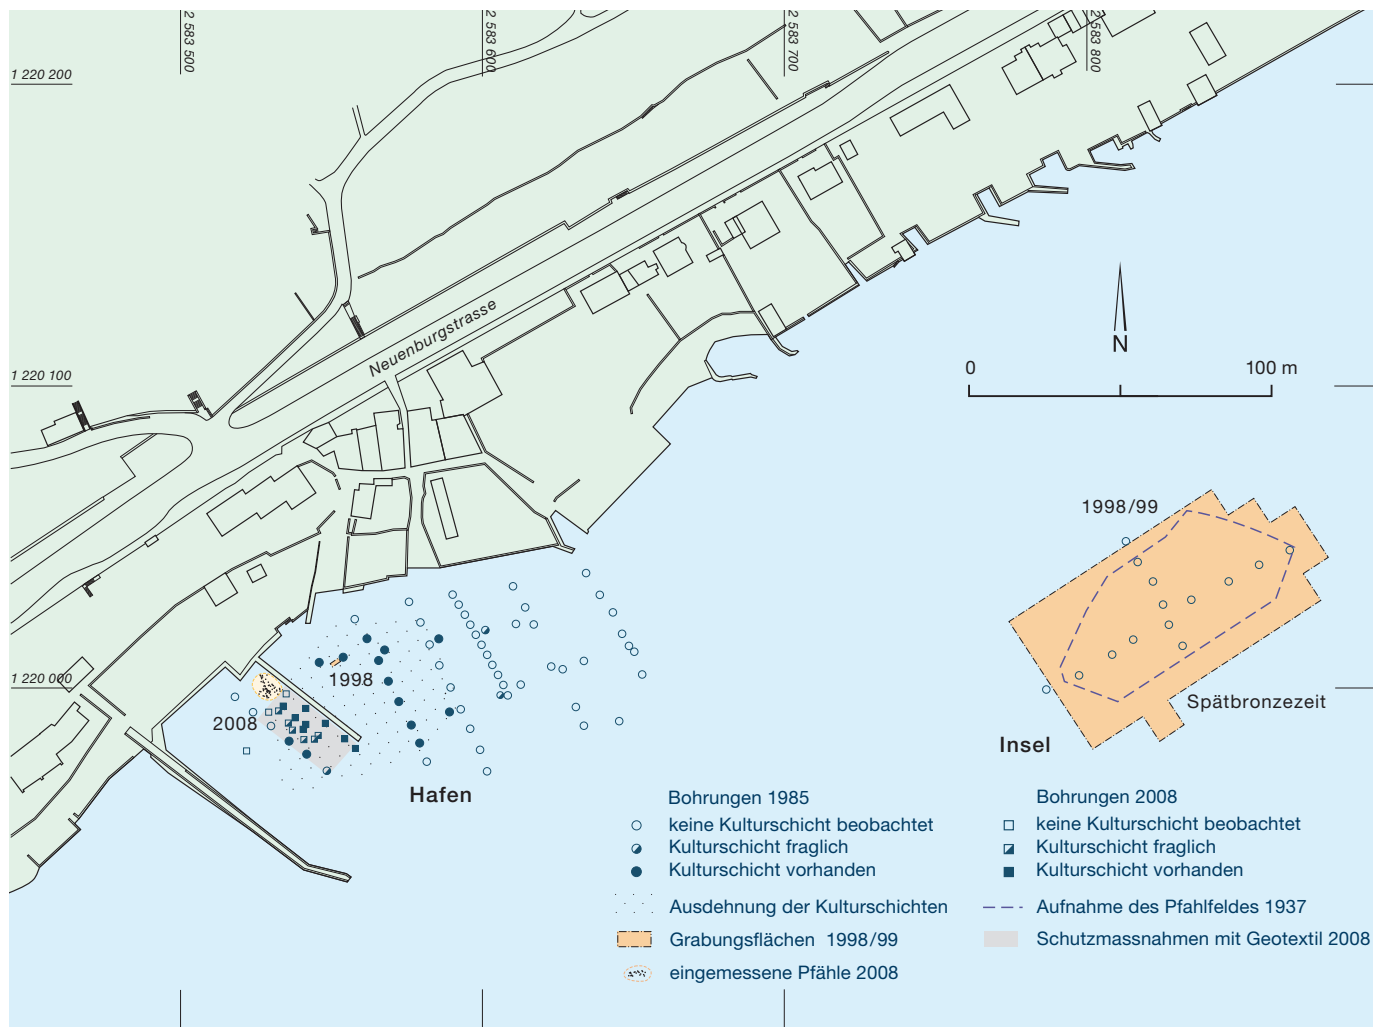 2 583 500
2 583 600
2 583 700
2 583 800
1 220 200
Neuenburgstrasse
N
0 100 m
1 220 100
1998/99
1 220 000
1998
2008
Spätbronzezeit
Insel
Hafen
Bohrungen 1985
keine Kulturschicht beobachtet
Kulturschicht fraglich
Kulturschicht vorhanden
Ausdehnung der Kulturschichten
Grabungsflächen 1998/99
eingemessene Pfähle 2008
Bohrungen 2008
keine Kulturschicht beobachtet
Kulturschicht fraglich
Kulturschicht vorhanden
Aufnahme des Pfahlfeldes 1937
Schutzmassnahmen mit Geotextil 2008